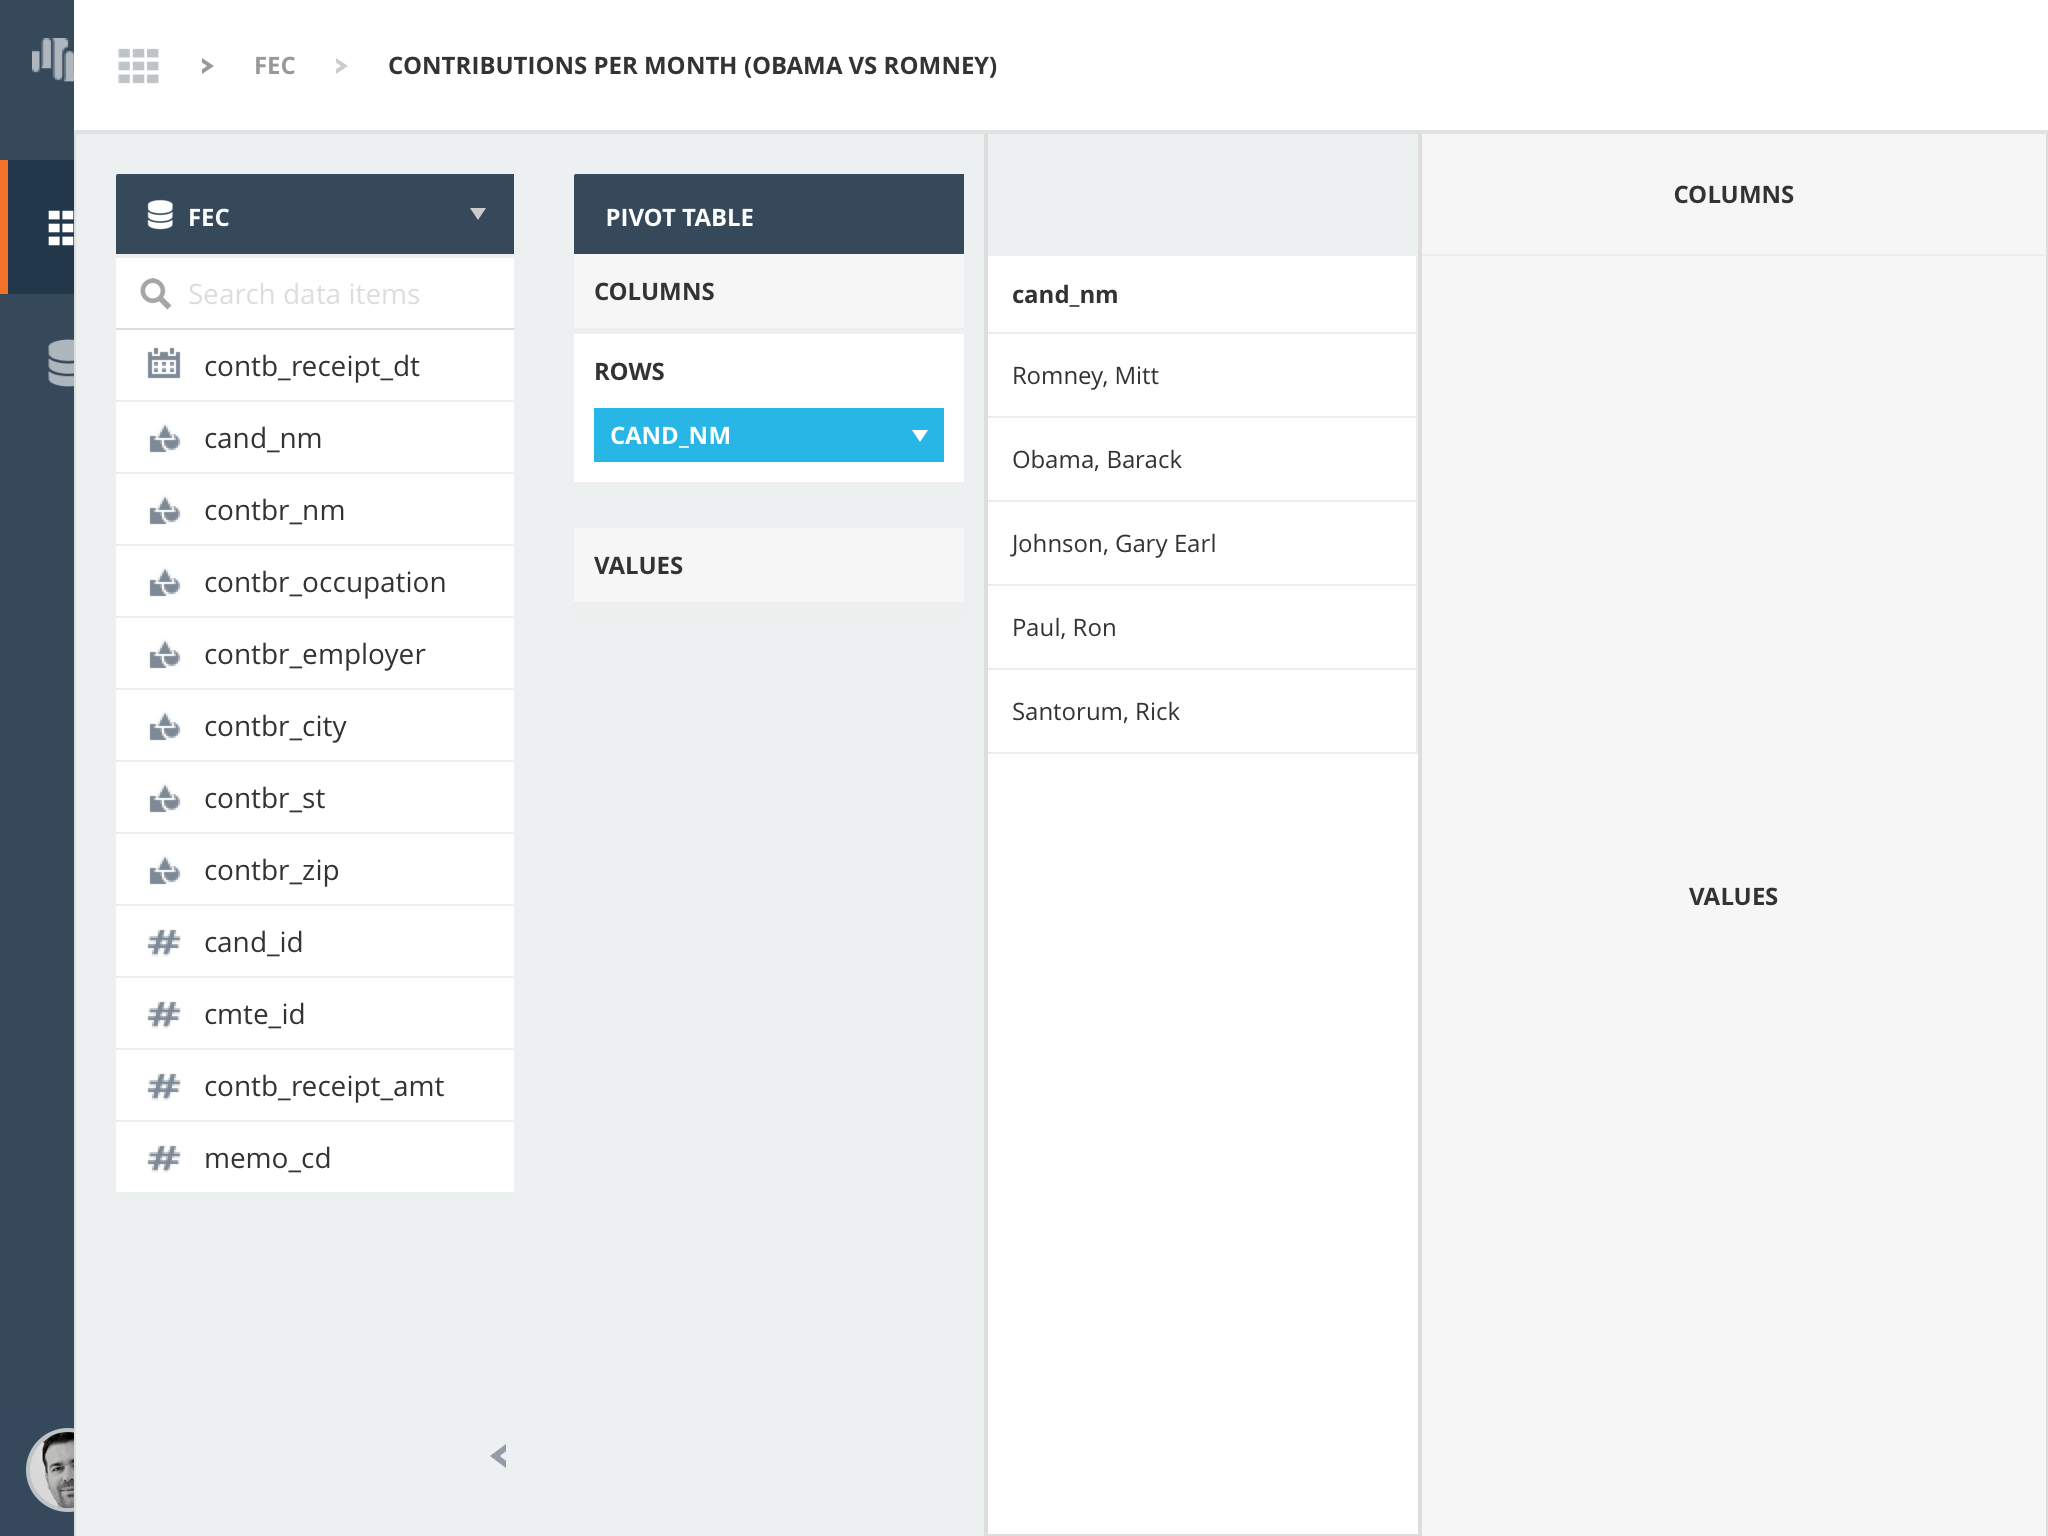 FEC
CONTRIBUTIONS PER MONTH (OBAMA VS ROMNEY)
FEC
Search data items
contb_receipt_dt
cand_nm
contbr_nm
contbr_occupation
contbr_employer
contbr_city
contbr_st
contbr_zip
cand_id
cmte_id
contb_receipt_amt
memo_cd
PIVOT TABLE
COLUMNS
ROWS
CAND_NM
VALUES
cand_nm
Romney, Mitt
Obama, Barack
Johnson, Gary Earl
Paul, Ron
Santorum, Rick
COLUMNS
VALUES